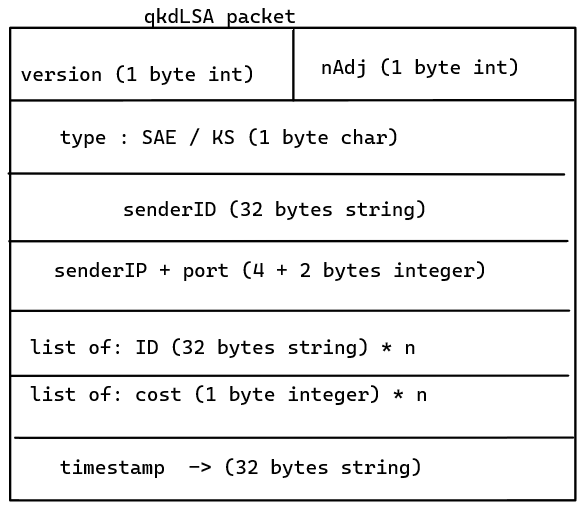 qkdLSA packet
version (1 byte int)
nAdj (1 byte int)
type : SAE / KS (1 byte char)
senderID (32 bytes string)
senderIP + port (4 + 2 bytes integer)
list of: ID (32 bytes string) * n
list of: cost (1 byte integer) * n
timestamp -> (32 bytes string)